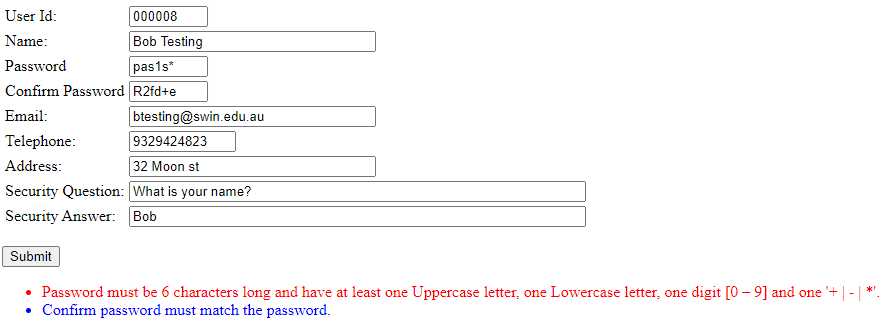 User Id: 000008
Name: Bob Testing
Password pas1s*
Confirm Password R2fd+e
Email: btesting@swin.edu.au
Telephone: 9329424823
Address: 32 Moon st
Security Question: What is your name?
Security Answer: Bob
Submit
• Password must be 6 characters long and have at least one Uppercase letter, one Lowercase letter, one digit [0 – 9] and one '+ | - | *'.
• Confirm password must match the password.